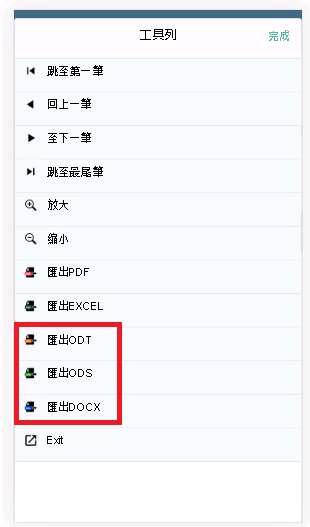 工具列
完成
跳至第一筆
回上一筆
至下一筆
跳至最尾筆
放大
縮小
匯出PDF
匯出EXCEL
匯出ODT
匯出ODS
匯出DOCX
Exit